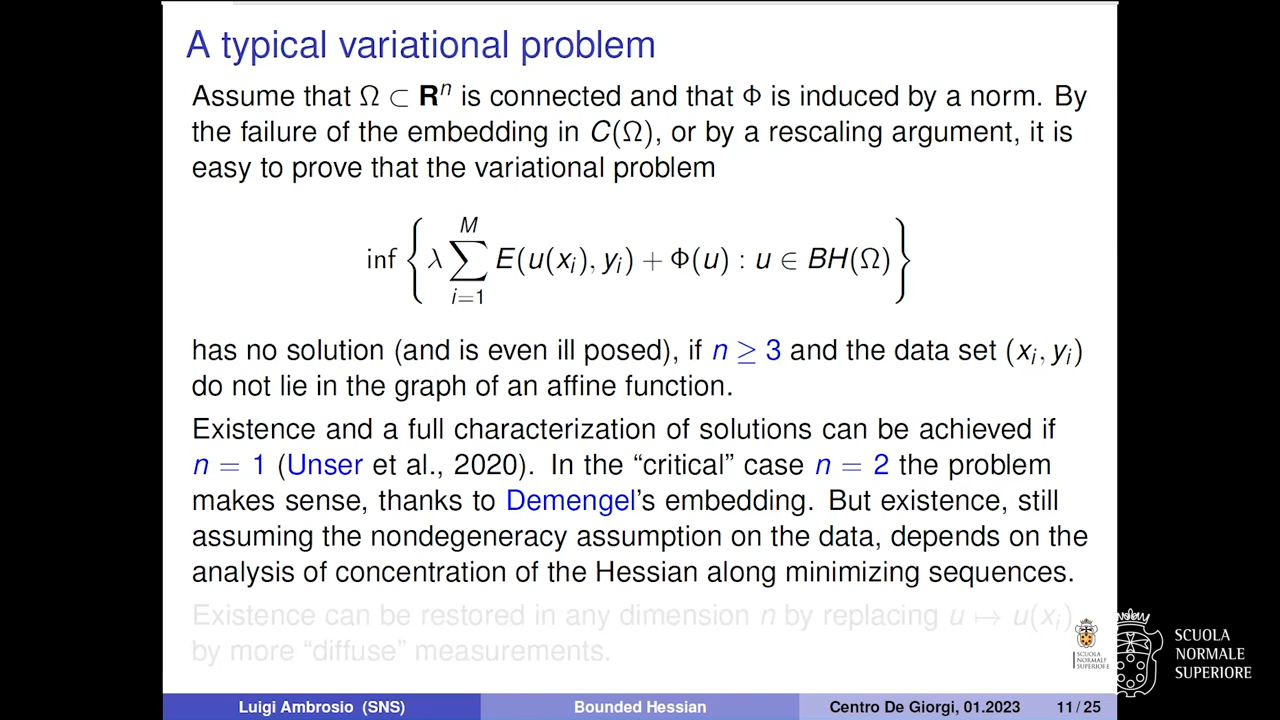 A typical variational problem
Assume that Ω ⊂ Rⁿ is connected and that Φ is induced by a norm. By
the failure of the embedding in C(Ω), or by a rescaling argument, it is
easy to prove that the variational problem
inf { λ ∑_{i=1}^{M} E(u(x_i), y_i) + Φ(u) : u ∈ BH(Ω) }
has no solution (and is even ill posed), if n ≥ 3 and the data set (x_i, y_i)
do not lie in the graph of an affine function.
Existence and a full characterization of solutions can be achieved if
n = 1 (Unser et al., 2020). In the “critical” case n = 2 the problem
makes sense, thanks to Demengel’s embedding. But existence, still
assuming the nondegeneracy assumption on the data, depends on the
analysis of concentration of the Hessian along minimizing sequences.
Existence can be restored in any dimension n by replacing u ↦ u(x_i)
by more “diffuse” measurements.
SCUOLA
NORMALE
SUPERIORE
SCUOLA
NORMALE
SUPERIORE
Luigi Ambrosio (SNS)
Bounded Hessian
Centro De Giorgi, 01.2023
11 / 25